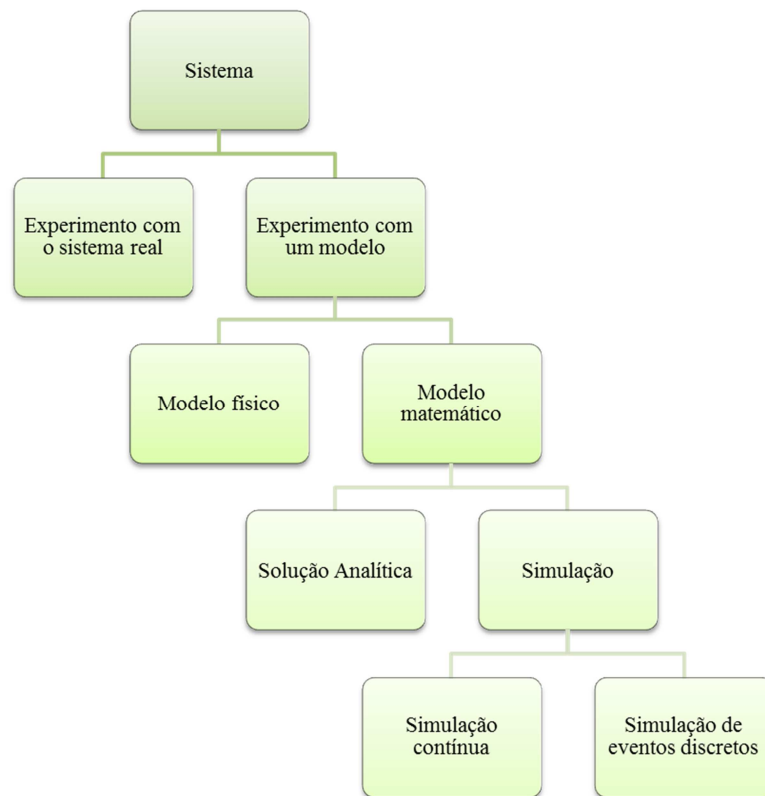 Sistema
Experimento com
o sistema real
Experimento com
um modelo
Modelo físico
Modelo
matemático
Solução Analítica
Simulação
Simulação
contínua
Simulação de
eventos discretos